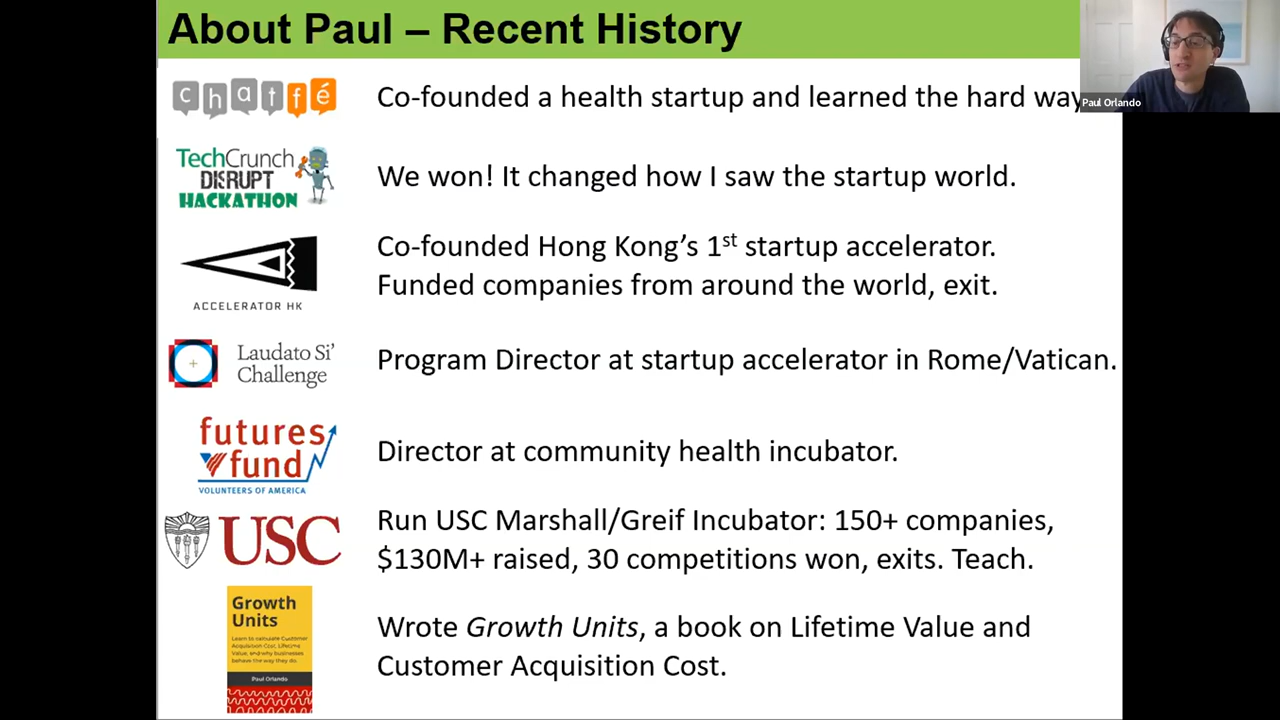 About Paul – Recent History
chatfé
Co-founded a health startup and learned the hard way
Paul Orlando
TechCrunch
DISRUPT
HACKATHON
We won! It changed how I saw the startup world.
ACCELERATOR HK
Co-founded Hong Kong’s 1st startup accelerator.
Funded companies from around the world, exit.
Laudato Si’
Challenge
Program Director at startup accelerator in Rome/Vatican.
futures
fund
VOLUNTEERS OF AMERICA
Director at community health incubator.
USC
Run USC Marshall/Greif Incubator: 150+ companies,
$130M+ raised, 30 competitions won, exits. Teach.
Growth
Units
Learn to calculate Customer
Acquisition Cost, Lifetime
Value, and why businesses
behave the way they do.
Paul Orlando
Wrote Growth Units, a book on Lifetime Value and
Customer Acquisition Cost.